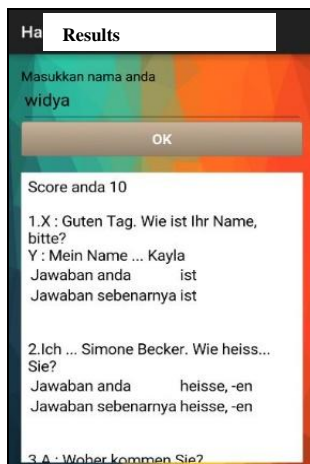 Ha Results
Masukkan nama anda
widya
OK
Score anda 10
1.X : Guten Tag. Wie ist Ihr Name,
bitte?
Y : Mein Name ... Kayla
Jawaban anda ist
Jawaban sebenarnya ist
2.Ich ... Simone Becker. Wie heiss...
Sie?
Jawaban anda heisse, -en
Jawaban sebenarnya heisse, -en
3.A : Woher kommen Sie?